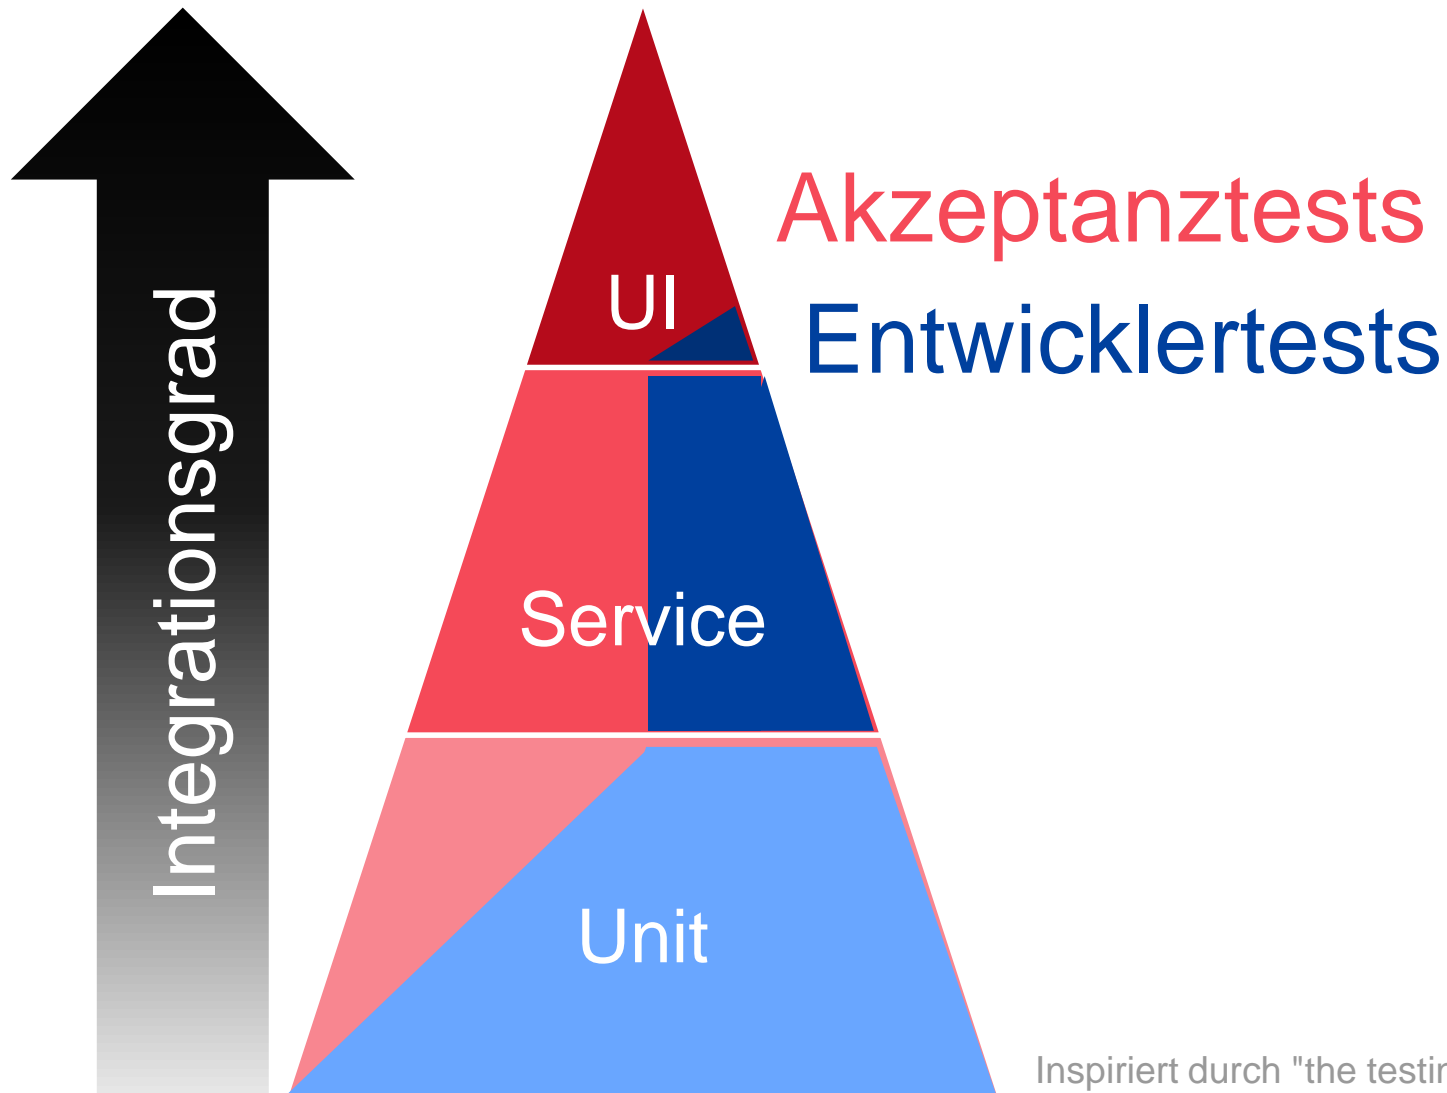 Integrationsgrad
Akzeptanztests
Entwicklertests
UI
Service
Unit
Inspiriert durch "the